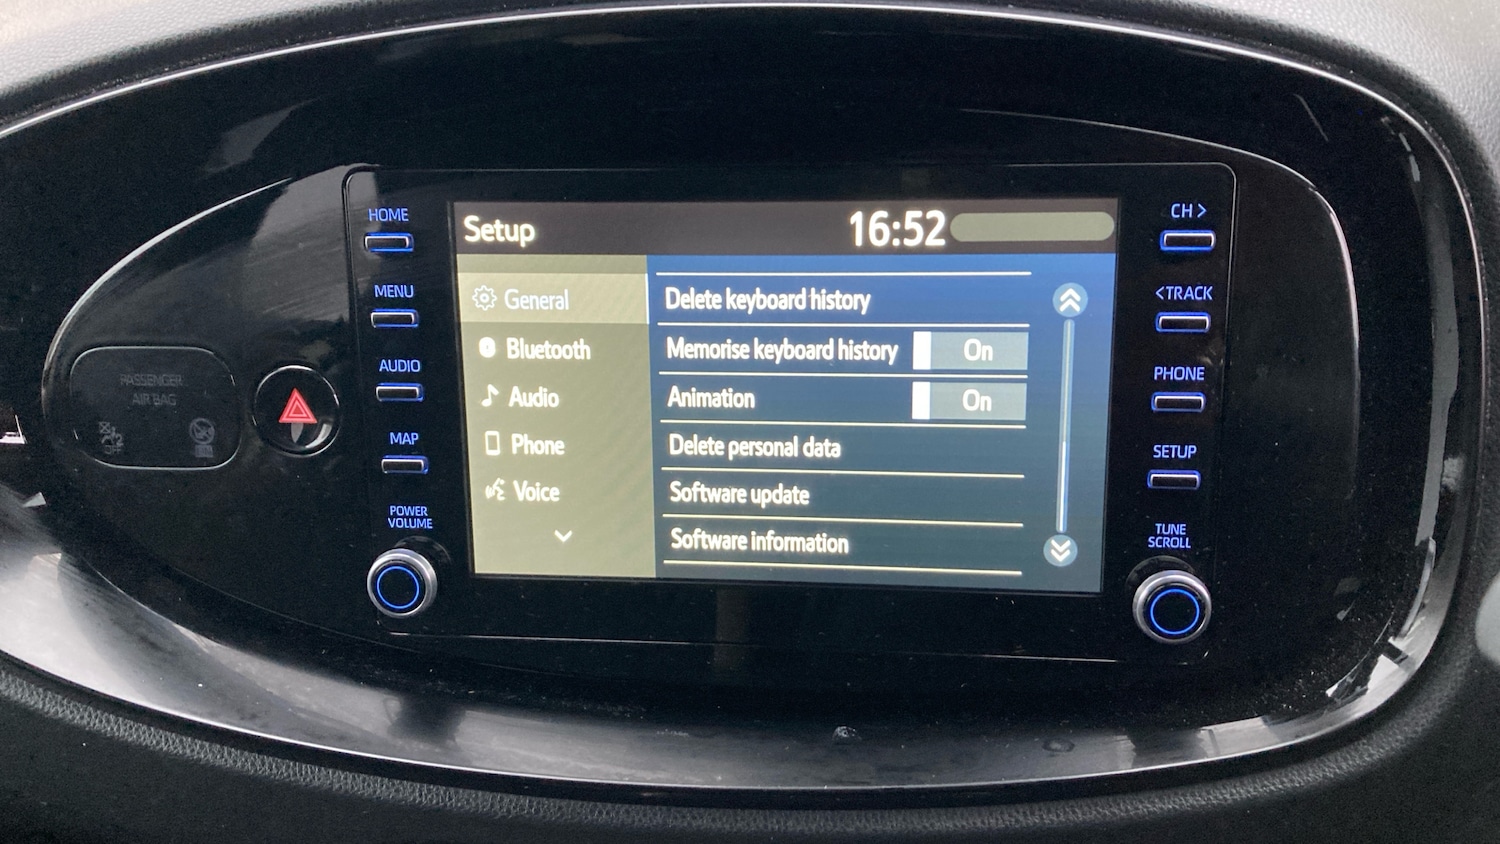 HOME
MENU
AUDIO
MAP
POWER
VOLUME
PASSENGER
AIR BAG
OFF
Setup
16:52
General
Bluetooth
Audio
Phone
Voice
Delete keyboard history
Memorise keyboard history On
Animation On
Delete personal data
Software update
Software information
CH >
<TRACK
PHONE
SETUP
TUNE
SCROLL